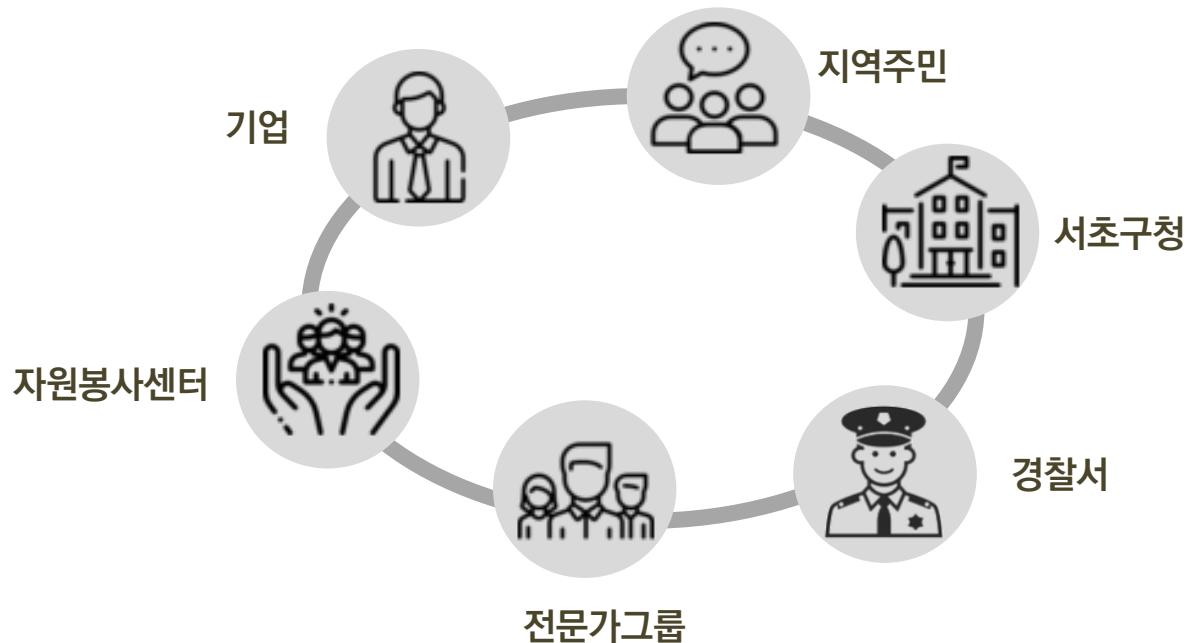 지역주민
기업
서초구청
자원봉사센터
경찰서
전문가그룹